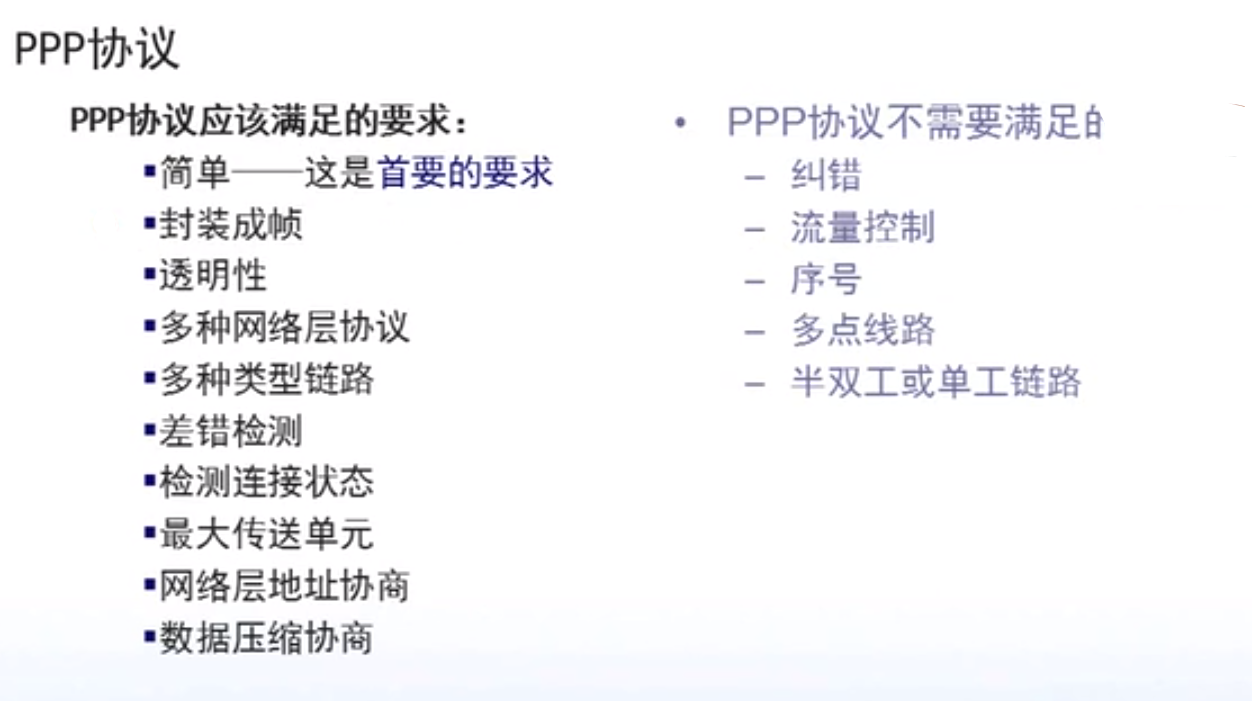 PPP协议
PPP协议应该满足的要求：
▪简单——这是首要的要求
▪封装成帧
▪透明性
▪多种网络层协议
▪多种类型链路
▪差错检测
▪检测连接状态
▪最大传送单元
▪网络层地址协商
▪数据压缩协商
• PPP协议不需要满足的
– 纠错
– 流量控制
– 序号
– 多点线路
– 半双工或单工链路